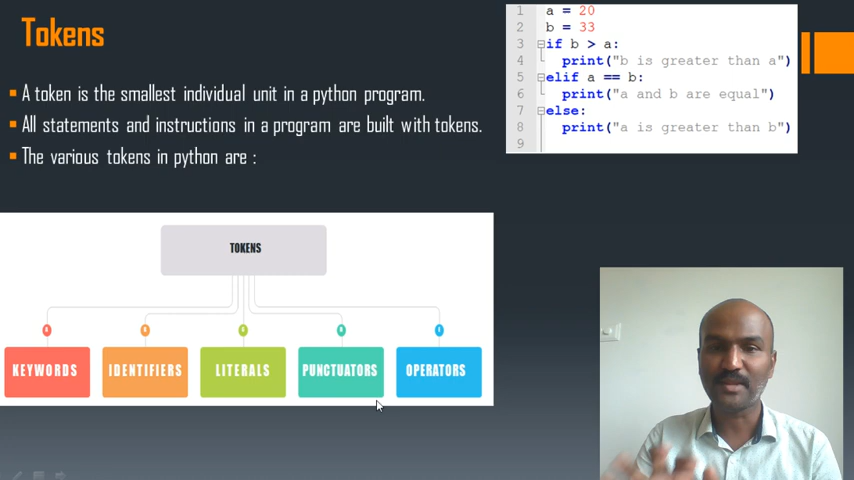 Tokens
▪ A token is the smallest individual unit in a python program.
▪ All statements and instructions in a program are built with tokens.
▪ The various tokens in python are :
1 a = 20
2 b = 33
3 if b > a:
4 print("b is greater than a")
5 elif a == b:
6 print("a and b are equal")
7 else:
8 print("a is greater than b")
9
TOKENS
KEYWORDS
IDENTIFIERS
LITERALS
PUNCTUATORS
OPERATORS